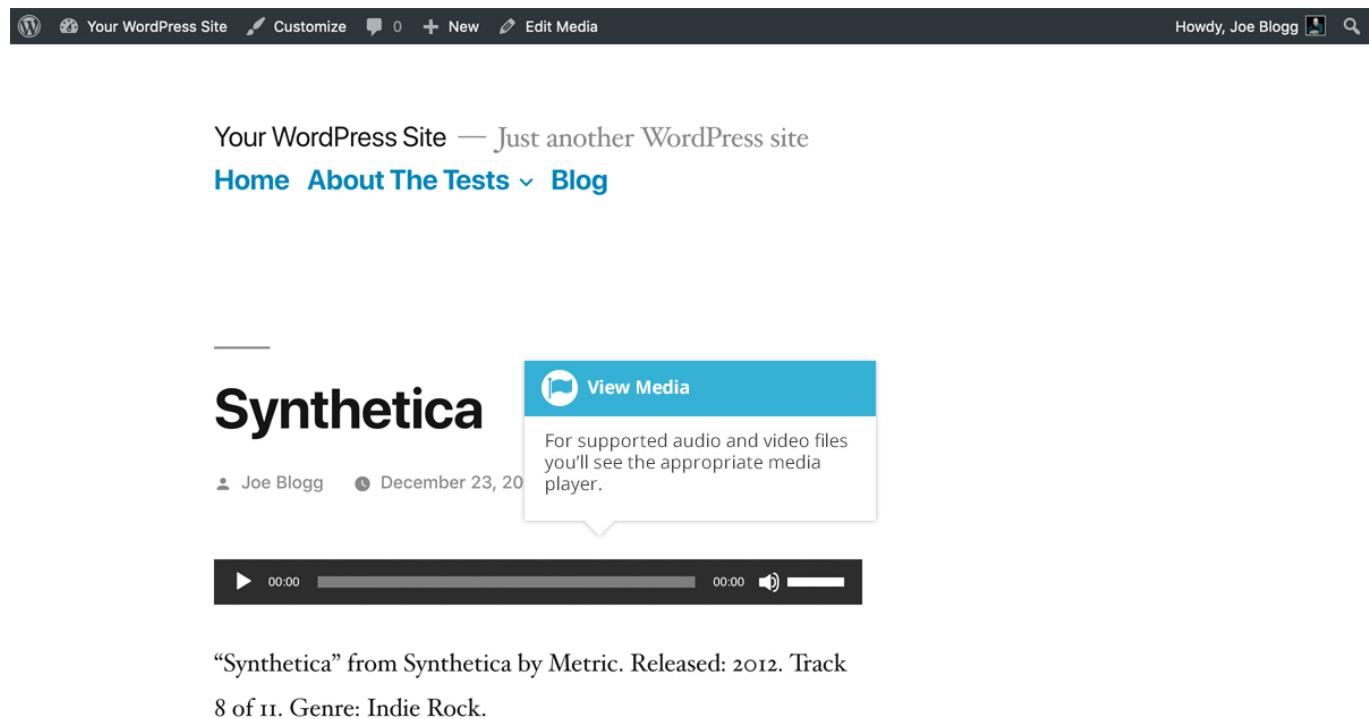 Your WordPress Site Customize 0 New Edit Media Howdy, Joe Blogg
Your WordPress Site — Just another WordPress site
Home About The Tests Blog
Synthetica
View Media
For supported audio and video files
you’ll see the appropriate media
player.
Joe Blogg December 23, 20
00:00 00:00
“Synthetica” from Synthetica by Metric. Released: 2012. Track
8 of 11. Genre: Indie Rock.